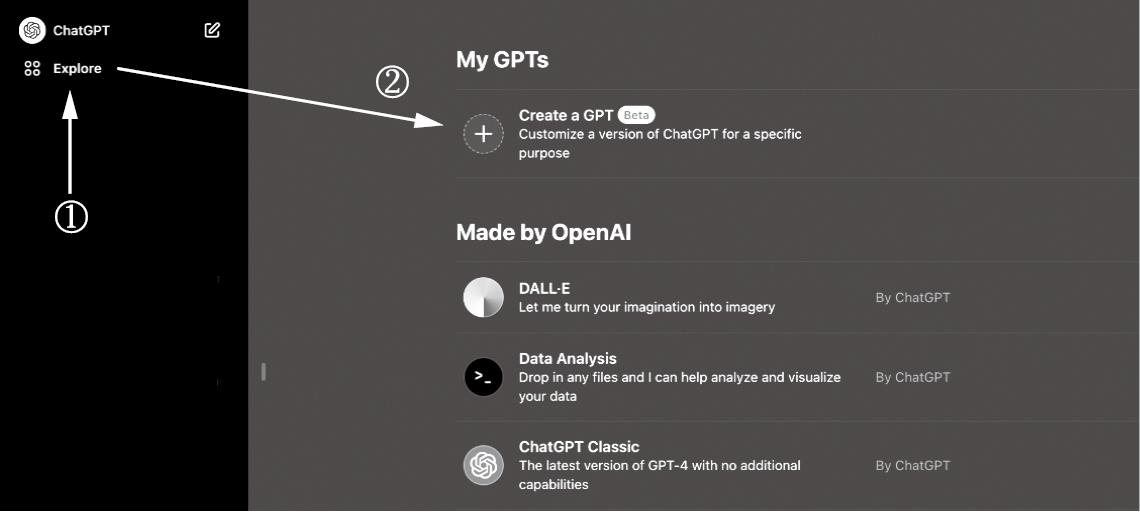 ChatGPT
Explore
①
②
My GPTs
Create a GPT Beta
Customize a version of ChatGPT for a specific
purpose
Made by OpenAI
DALL·E
Let me turn your imagination into imagery
By ChatGPT
>_
Data Analysis
Drop in any files and I can help analyze and visualize
your data
By ChatGPT
ChatGPT Classic
The latest version of GPT-4 with no additional
capabilities
By ChatGPT